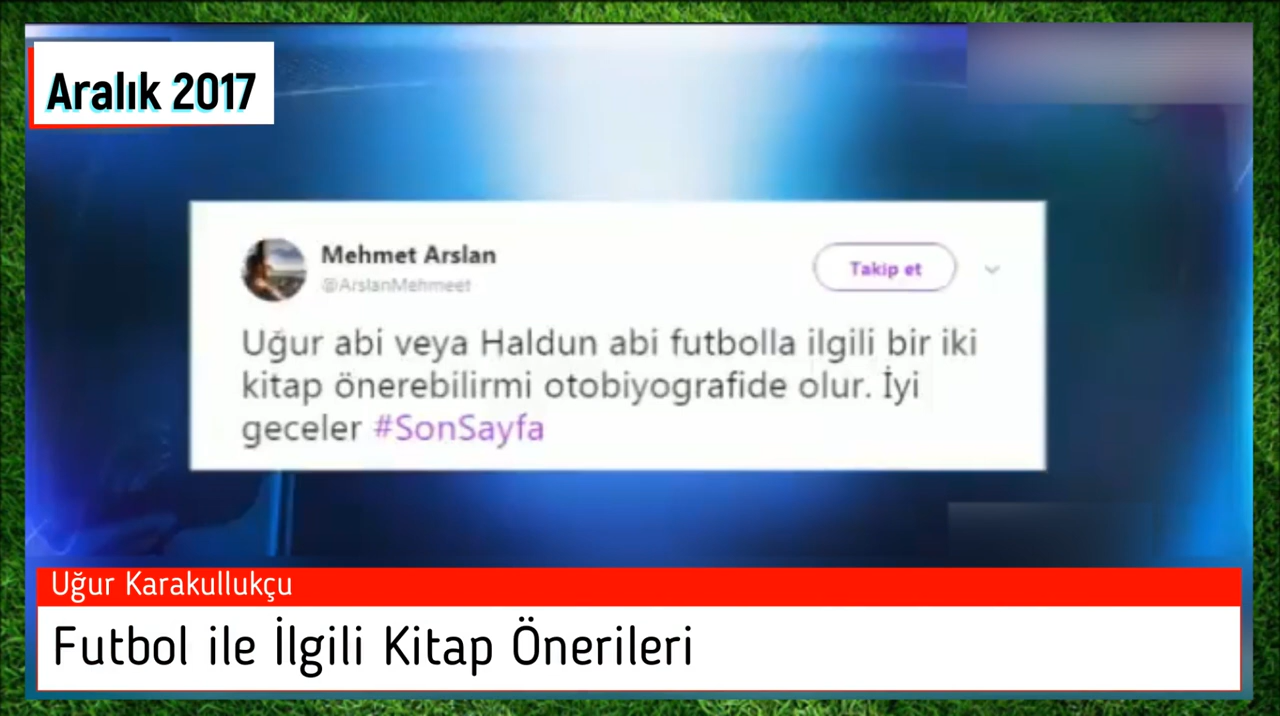 Aralık 2017
Mehmet Arslan
@ArslanMehmeet
Takip et
Uğur abi veya Haldun abi futbolla ilgili bir iki
kitap önerebilirmi otobiyografide olur. İyi
geceler #SonSayfa
Uğur Karakullukçu
Futbol ile İlgili Kitap Önerileri